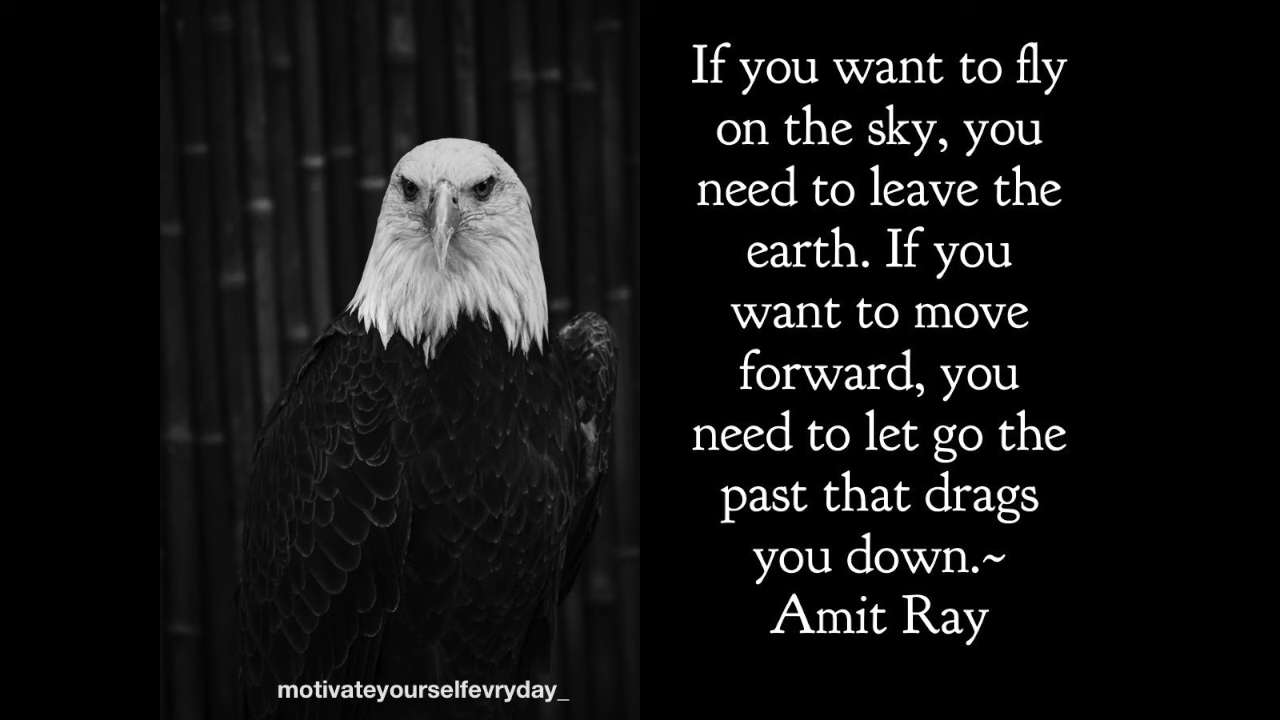 If you want to fly
on the sky, you
need to leave the
earth. If you
want to move
forward, you
need to let go the
past that drags
you down.~
Amit Ray
motivateyourselfevryday_